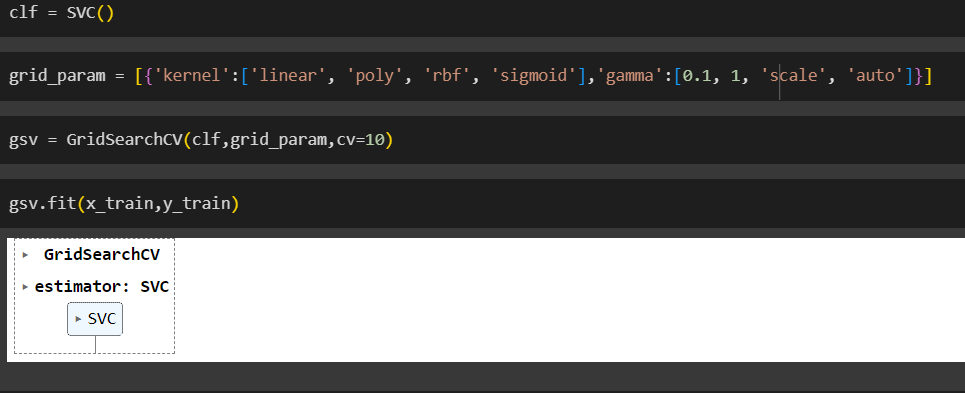 clf = SVC()
grid_param = [{'kernel':['linear', 'poly', 'rbf', 'sigmoid'],'gamma':[0.1, 1, 'scale', 'auto']}]
gsv = GridSearchCV(clf,grid_param,cv=10)
gsv.fit(x_train,y_train)
▸ GridSearchCV
▸ estimator: SVC
▸ SVC